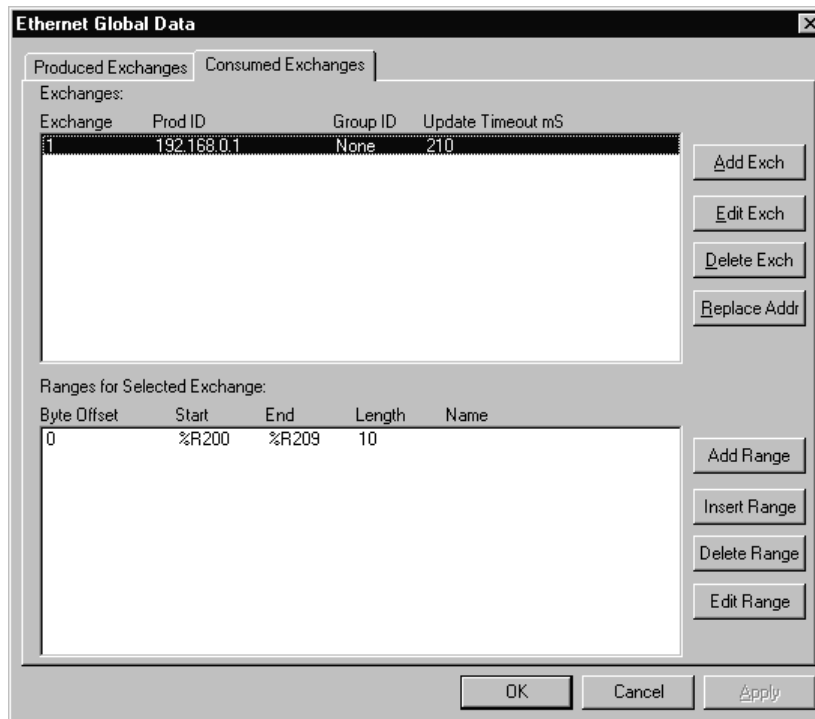 Ethernet Global Data
Produced Exchanges Consumed Exchanges
Exchanges:
Exchange Prod ID Group ID Update Timeout mS
1 192.168.0.1 None 210
Add Exch
Edit Exch
Delete Exch
Replace Addr
Ranges for Selected Exchange:
Byte Offset Start End Length Name
0 %R200 %R209 10
Add Range
Insert Range
Delete Range
Edit Range
OK Cancel Apply